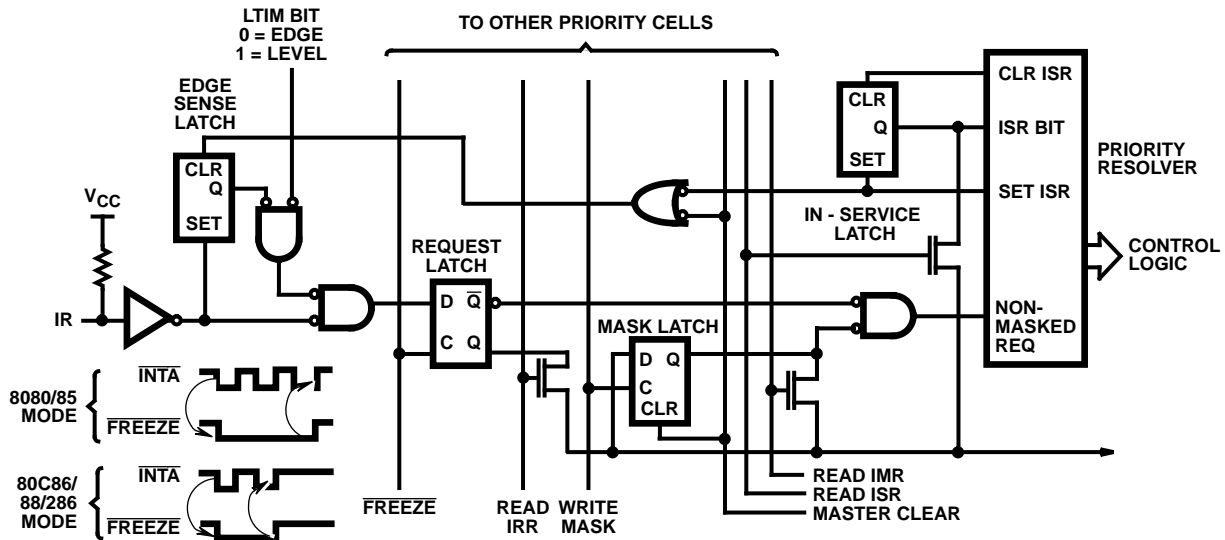 LTIM BIT
0 = EDGE
1 = LEVEL
TO OTHER PRIORITY CELLS
EDGE
SENSE
LATCH
CLR
Q
SET
VCC
IR
REQUEST
LATCH
D Q
C Q
MASK LATCH
D Q
C
CLR
CLR
Q
SET
IN - SERVICE
LATCH
CLR ISR
ISR BIT
SET ISR
NON-
MASKED
REQ
PRIORITY
RESOLVER
CONTROL
LOGIC
8080/85
MODE
INTA
FREEZE
80C86/
88/286
MODE
INTA
FREEZE
FREEZE
READ
IRR
WRITE
MASK
READ IMR
READ ISR
MASTER CLEAR